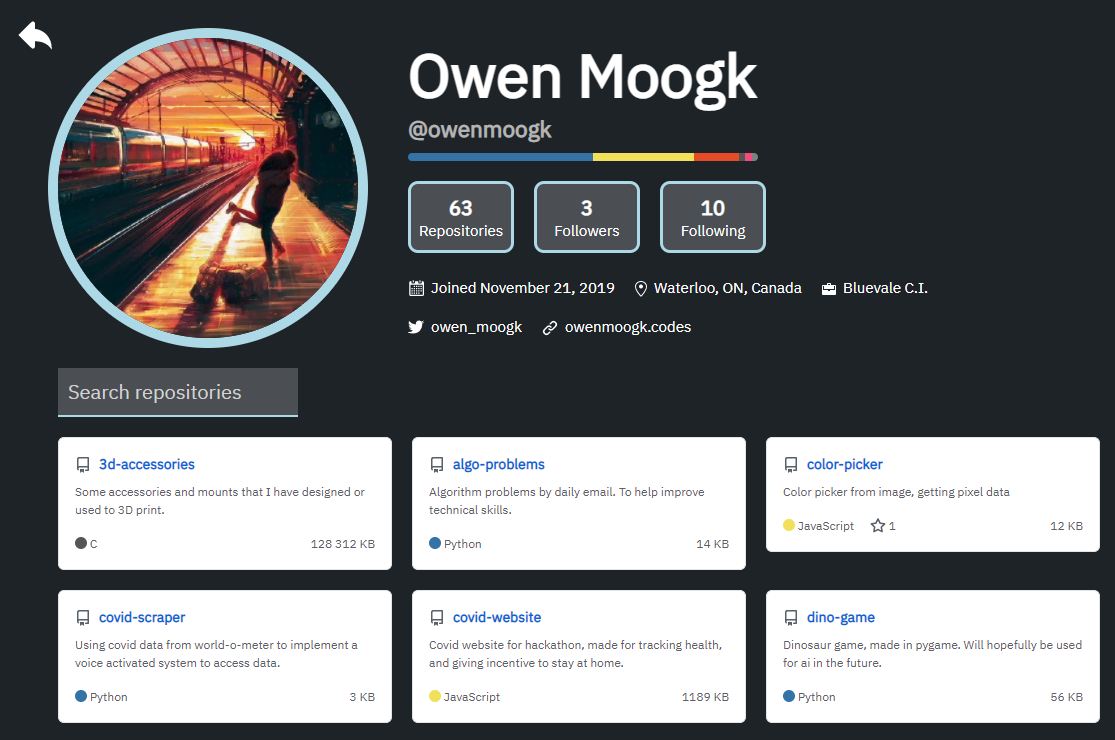 Owen Moogk
@owenmoogk
63 3 10
Repositories Followers Following
Joined November 21, 2019 Waterloo, ON, Canada Bluevale C.I.
owen_moogk owenmoogk.codes
Search repositories
3d-accessories
Some accessories and mounts that I have designed or
used to 3D print.
C 128 312 KB
algo-problems
Algorithm problems by daily email. To help improve
technical skills.
Python 14 KB
color-picker
Color picker from image, getting pixel data
JavaScript 1 12 KB
covid-scraper
Using covid data from world-o-meter to implement a
voice activated system to access data.
Python 3 KB
covid-website
Covid website for hackathon, made for tracking health,
and giving incentive to stay at home.
JavaScript 1189 KB
dino-game
Dinosaur game, made in pygame. Will hopefully be used
for ai in the future.
Python 56 KB